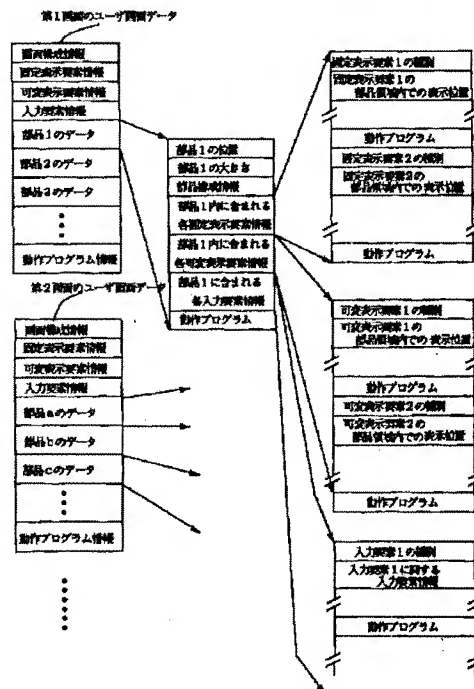 第1画面のユーザ画面データ
画面構成情報
固定表示要素情報
可変表示要素情報
入力要素情報
部品1のデータ
部品2のデータ
部品3のデータ
動作プログラム情報
第2画面のユーザ画面データ
画面構成情報
固定表示要素情報
可変表示要素情報
入力要素情報
部品aのデータ
部品bのデータ
部品cのデータ
動作プログラム情報
部品1の位置
部品1の大きさ
部品構成情報
部品1内に含まれる
各固定表示要素情報
部品1内に含まれる
各可変表示要素情報
部品1に含まれる
各入力要素情報
動作プログラム
固定表示要素1の種別
固定表示要素1の
部品領域内での表示位置
動作プログラム
固定表示要素2の種別
固定表示要素2の
部品領域内での表示位置
動作プログラム
可変表示要素1の種別
可変表示要素1の
部品領域内での表示位置
動作プログラム
可変表示要素2の種別
可変表示要素2の
部品領域内での表示位置
動作プログラム
入力要素1の種別
入力要素1に関する
入力要素情報
動作プログラム